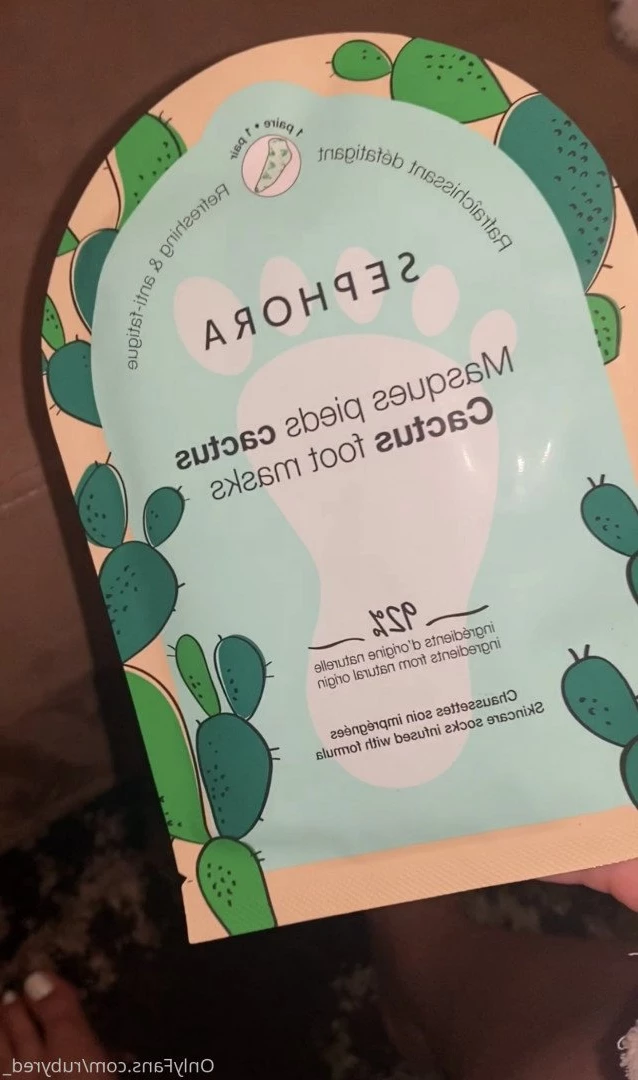 1 paire • 1 pair
Rafraîchissant défatigant
Refreshing & anti-fatigue
SEPHORA
Masques pieds cactus
Cactus foot masks
92%
ingrédients d'origine naturelle
ingredients from natural origin
Chaussettes soin imprégnées
Skincare socks infused with formula
OnlyFans.com/rubyred_